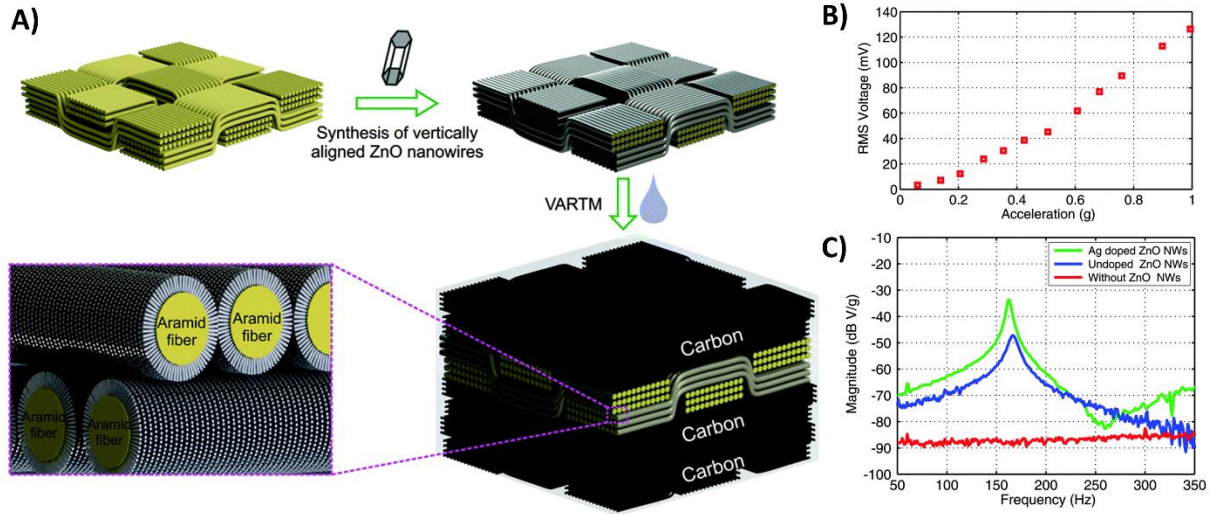 A)
Synthesis of vertically
aligned ZnO nanowires
VARTM
Aramid
fiber
Aramid
fiber
Aramid
fiber
Aramid
fiber
Carbon
Carbon
Carbon
B)
140
120
100
80
60
40
20
0
RMS Voltage (mV)
0 0.2 0.4 0.6 0.8 1
Acceleration (g)
C)
-10
-20
-30
-40
-50
-60
-70
-80
-90
-100
Magnitude (dB V/g)
Ag doped ZnO NWs
Undoped ZnO NWs
Without ZnO NWs
50 100 150 200 250 300 350
Frequency (Hz)